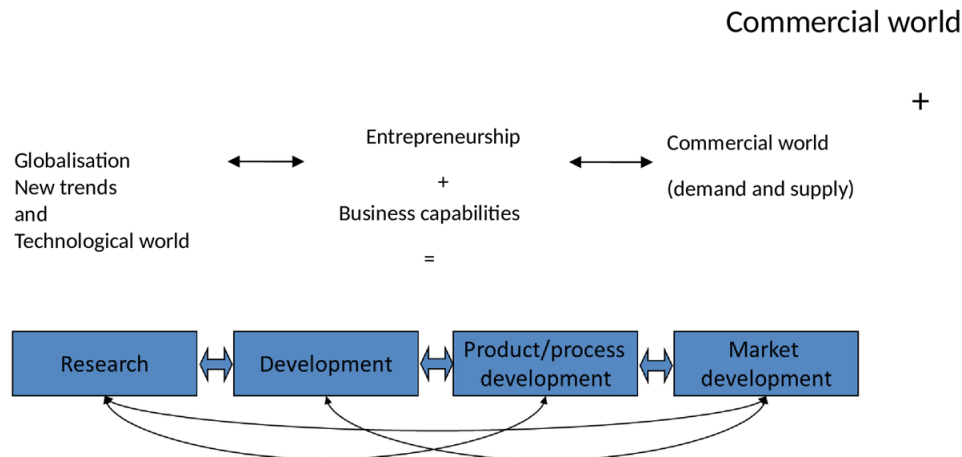 Commercial world
+
Entrepreneurship
+
Business capabilities
=
Globalisation
New trends
and
Technological world
Commercial world
(demand and supply)
Research
Development
Product/process
development
Market
development